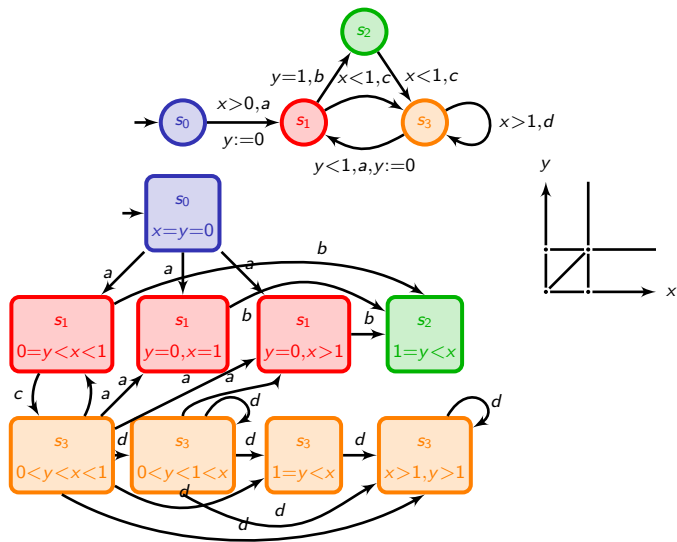 s₂
y=1,b
x<1,c
x<1,c
x>0,a
s₀
s₁
s₃
x>1,d
y:=0
y<1,a,y:=0
y
x
s₀
x=y=0
a
a
a
b
s₁
0=y<x<1
s₁
y=0,x=1
b
s₁
y=0,x>1
b
s₂
1=y<x
c
a
a
a
a
d
d
s₃
0<y<x<1
d
s₃
0<y<1<x
d
s₃
1=y<x
d
s₃
x>1,y>1
d
d
d